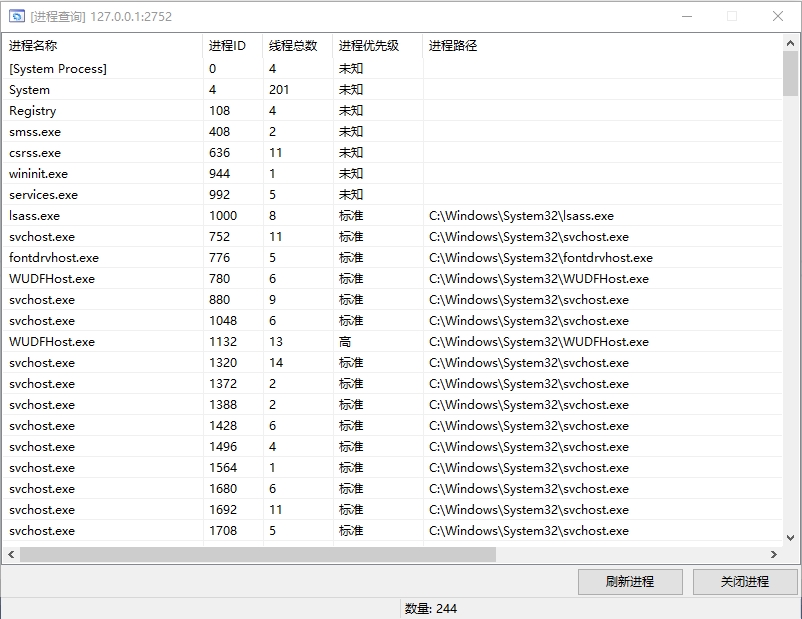 [进程查询] 127.0.0.1:2752
进程名称 进程ID 线程总数 进程优先级 进程路径
[System Process] 0 4 未知
System 4 201 未知
Registry 108 4 未知
smss.exe 408 2 未知
csrss.exe 636 11 未知
wininit.exe 944 1 未知
services.exe 992 5 未知
lsass.exe 1000 8 标准 C:\Windows\System32\lsass.exe
svchost.exe 752 11 标准 C:\Windows\System32\svchost.exe
fontdrvhost.exe 776 5 标准 C:\Windows\System32\fontdrvhost.exe
WUDFHost.exe 780 6 标准 C:\Windows\System32\WUDFHost.exe
svchost.exe 880 9 标准 C:\Windows\System32\svchost.exe
svchost.exe 1048 6 标准 C:\Windows\System32\svchost.exe
WUDFHost.exe 1132 13 高 C:\Windows\System32\WUDFHost.exe
svchost.exe 1320 14 标准 C:\Windows\System32\svchost.exe
svchost.exe 1372 2 标准 C:\Windows\System32\svchost.exe
svchost.exe 1388 2 标准 C:\Windows\System32\svchost.exe
svchost.exe 1428 6 标准 C:\Windows\System32\svchost.exe
svchost.exe 1496 4 标准 C:\Windows\System32\svchost.exe
svchost.exe 1564 1 标准 C:\Windows\System32\svchost.exe
svchost.exe 1680 6 标准 C:\Windows\System32\svchost.exe
svchost.exe 1692 11 标准 C:\Windows\System32\svchost.exe
svchost.exe 1708 5 标准 C:\Windows\System32\svchost.exe
刷新进程 关闭进程
数量: 244